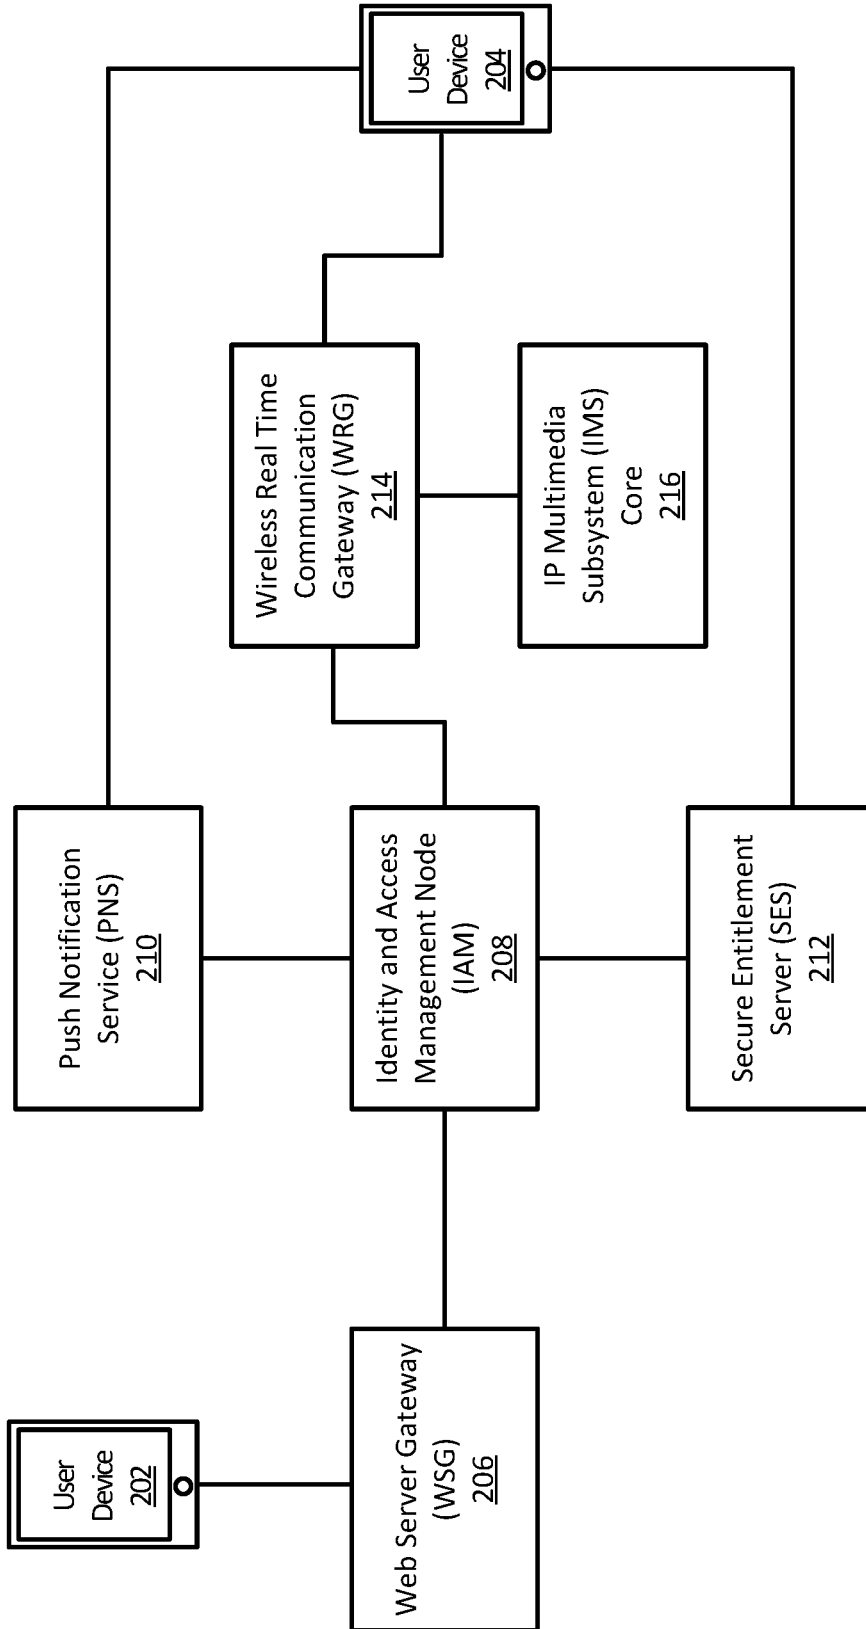 User
Device
202
Web Server Gateway
(WSG)
206
Push Notification
Service (PNS)
210
Identity and Access
Management Node
(IAM)
208
Secure Entitlement
Server (SES)
212
Wireless Real Time
Communication
Gateway (WRG)
214
IP Multimedia
Subsystem (IMS)
Core
216
User
Device
204